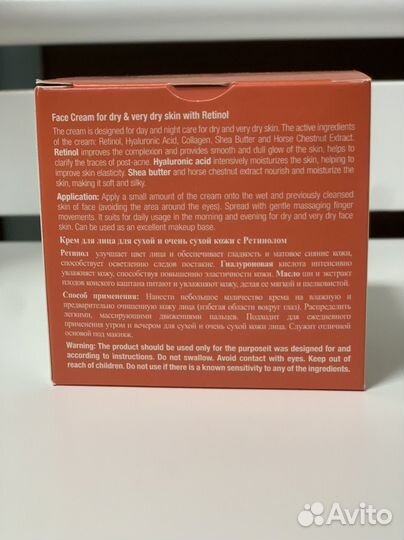 Face Cream for dry & very dry skin with Retinol
The cream is designed for day and night care for dry and very dry skin. The active ingredients
of the cream: Retinol, Hyaluronic Acid, Collagen, Shea Butter and Horse Chestnut Extract.
Retinol improves the complexion and provides smooth and dull glow of the skin, helps to
clarify the traces of post-acne. Hyaluronic acid intensively moisturizes the skin, helping to
improve skin elasticity. Shea butter and horse chestnut extract nourish and moisturize the
skin, making it soft and silky.
Application: Apply a small amount of the cream onto the wet and previously cleansed
skin of face (avoiding the area around the eyes). Spread with gentle massaging finger
movements. It suits for daily usage in the morning and evening for dry and very dry face
skin. Can be used as an excellent makeup base.
Крем для лица для сухой и очень сухой кожи с Ретинолом
Ретинол улучшает цвет лица и обеспечивает гладкость и матовое сияние кожи,
способствует осветлению следов постакне. Гиалуроновая кислота интенсивно
увлажняет кожу, способствуя повышению эластичности кожи. Масло ши и экстракт
плодов конского каштана питают и увлажняют кожу, делая ее мягкой и шелковистой.
Способ применения: Нанести небольшое количество крема на влажную и
предварительно очищенную кожу лица (избегая области вокруг глаз). Распределить
легкими, массирующими движениями пальцев. Подходит для ежедневного
применения утром и вечером для сухой и очень сухой кожи лица. Служит отличной
основой под макияж.
Warning: The product should be used only for the purposeit was designed for and
according to instructions. Do not swallow. Avoid contact with eyes. Keep out of
reach of children. Do not use if there is a known sensitivity to any of the ingredients.
Avito